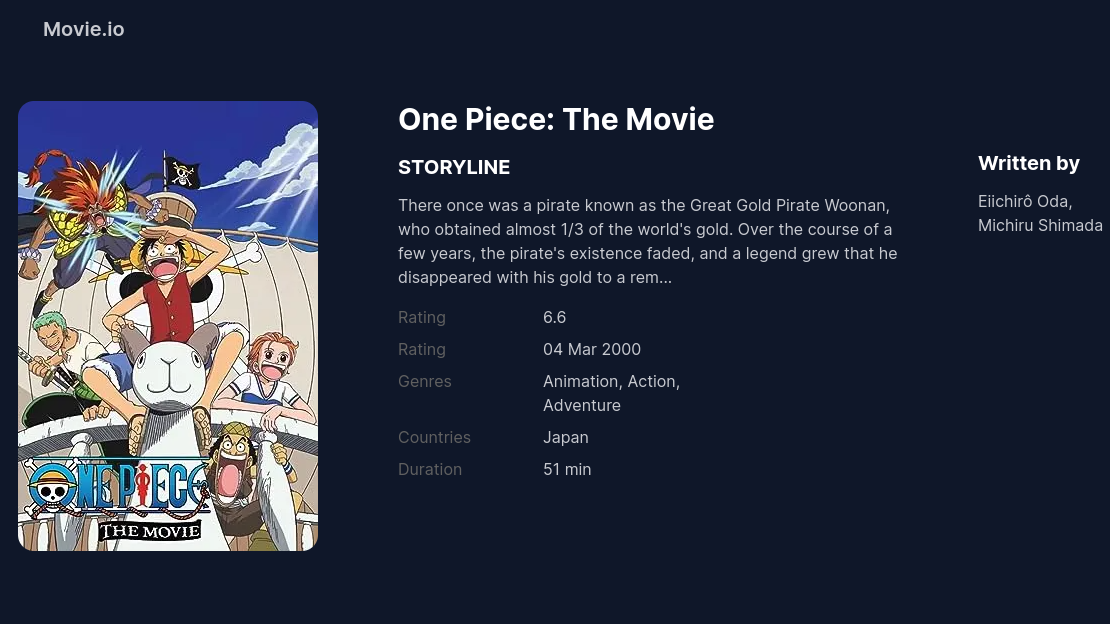 Movie.io
ONE PIECE
THE MOVIE
One Piece: The Movie
STORYLINE
There once was a pirate known as the Great Gold Pirate Woonan,
who obtained almost 1/3 of the world's gold. Over the course of a
few years, the pirate's existence faded, and a legend grew that he
disappeared with his gold to a rem...
Rating 6.6
Rating 04 Mar 2000
Genres Animation, Action,
Adventure
Countries Japan
Duration 51 min
Written by
Eiichirô Oda,
Michiru Shimada